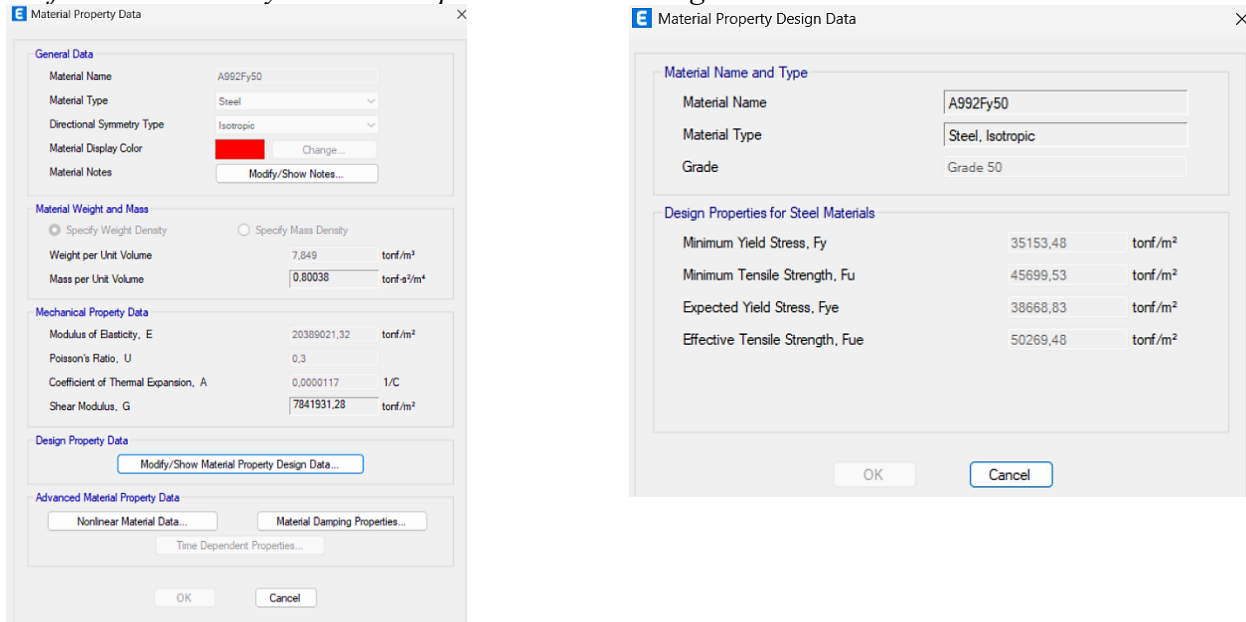 Material Property Data
General Data
Material Name A992Fy50
Material Type Steel
Directional Symmetry Type Isotropic
Material Display Color Change...
Material Notes Modify/Show Notes...
Material Weight and Mass
Specify Weight Density Specify Mass Density
Weight per Unit Volume 7,849 tonf/m³
Mass per Unit Volume 0,80038 tonf-s²/m⁴
Mechanical Property Data
Modulus of Elasticity, E 20389021,32 tonf/m²
Poisson's Ratio, U 0,3
Coefficient of Thermal Expansion, A 0,0000117 1/C
Shear Modulus, G 7841931,28 tonf/m²
Design Property Data
Modify/Show Material Property Design Data...
Advanced Material Property Data
Nonlinear Material Data... Material Damping Properties...
Time Dependent Properties...
OK Cancel
Material Property Design Data
Material Name and Type
Material Name A992Fy50
Material Type Steel, Isotropic
Grade Grade 50
Design Properties for Steel Materials
Minimum Yield Stress, Fy 35153,48 tonf/m²
Minimum Tensile Strength, Fu 45699,53 tonf/m²
Expected Yield Stress, Fye 38668,83 tonf/m²
Effective Tensile Strength, Fue 50269,48 tonf/m²
OK Cancel